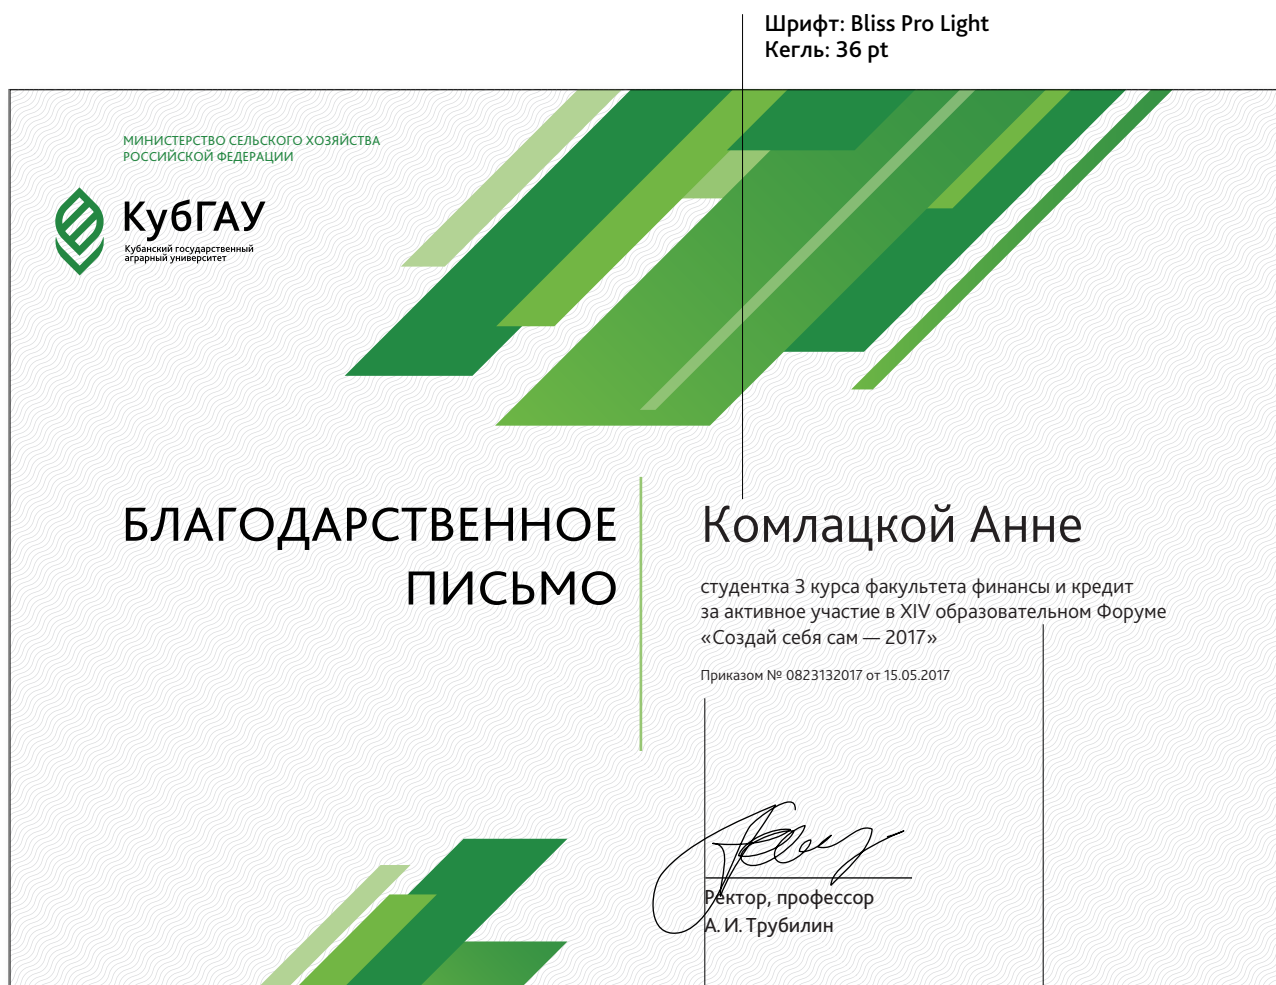 Шрифт: Bliss Pro Light
Кегль: 36 pt
МИНИСТЕРСТВО СЕЛЬСКОГО ХОЗЯЙСТВА
РОССИЙСКОЙ ФЕДЕРАЦИИ
КубГАУ
Кубанский государственный
аграрный университет
БЛАГОДАРСТВЕННОЕ
ПИСЬМО
Комлацкой Анне
студентка 3 курса факультета финансы и кредит
за активное участие в XIV образовательном Форуме
«Создай себя сам — 2017»
Приказом № 0823132017 от 15.05.2017
Ректор, профессор
А. И. Трубилин